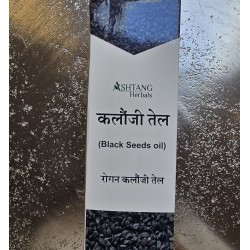 ASHTANG
Herbals
कलौंजी तेल
(Black Seeds oil)
रोगन कलौंजी तेल